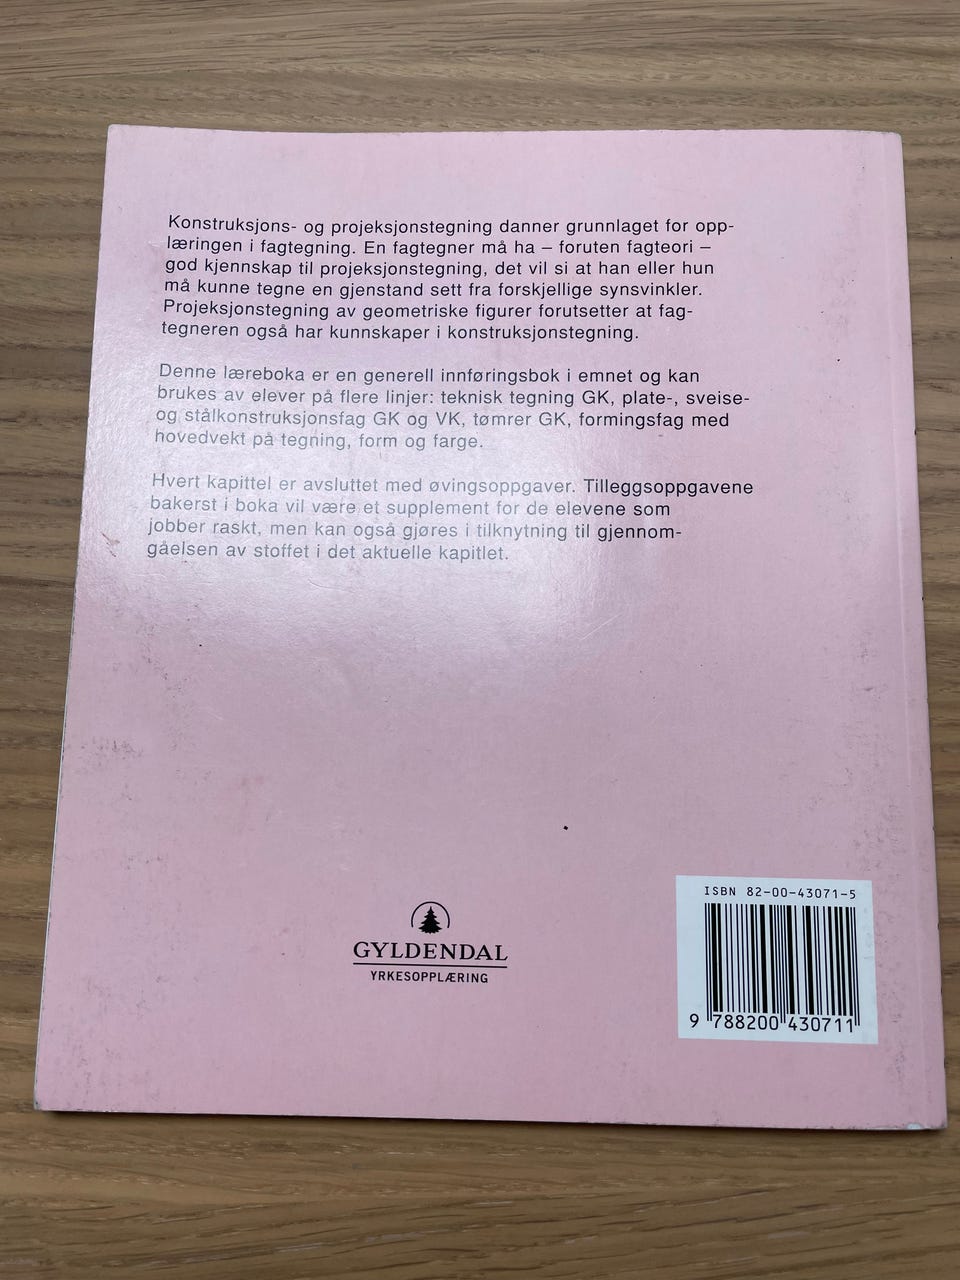 Konstruksjons- og projeksjonstegning danner grunnlaget for opp-
læringen i fagtegning. En fagtegner må ha – foruten fagteori –
god kjennskap til projeksjonstegning, det vil si at han eller hun
må kunne tegne en gjenstand sett fra forskjellige synsvinkler.
Projeksjonstegning av geometriske figurer forutsetter at fag-
tegneren også har kunnskaper i konstruksjonstegning.
Denne læreboka er en generell innføringsbok i emnet og kan
brukes av elever på flere linjer: teknisk tegning GK, plate-, sveise-
og stålkonstruksjonsfag GK og VK, tømrer GK, formingsfag med
hovedvekt på tegning, form og farge.
Hvert kapittel er avsluttet med øvingsoppgaver. Tilleggsoppgavene
bakerst i boka vil være et supplement for de elevene som
jobber raskt, men kan også gjøres i tilknytning til gjennom-
gåelsen av stoffet i det aktuelle kapitlet.
GYLDENDAL
YRKESOPPLÆRING
ISBN 82-00-43071-5
9 788200 430711